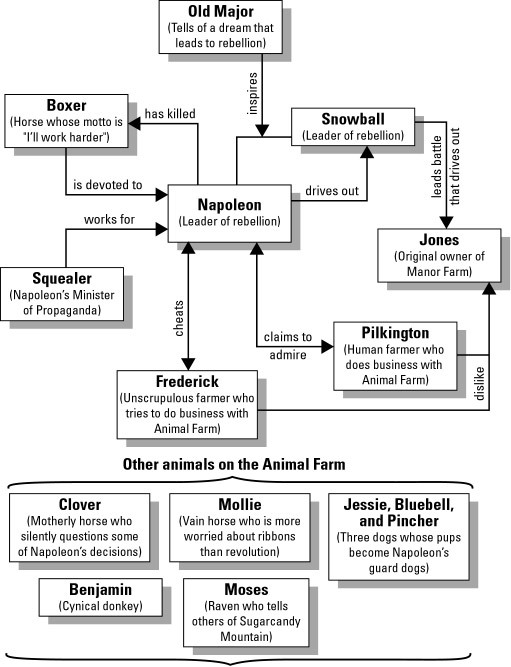 Old Major
(Tells of a dream that
leads to rebellion)
inspires
Boxer
(Horse whose motto is
"I'll work harder")
has killed
Snowball
(Leader of rebellion)
leads battle
that drives out
is devoted to
Napoleon
(Leader of rebellion)
drives out
works for
Jones
(Original owner of
Manor Farm)
Squealer
(Napoleon's Minister
of Propaganda)
cheats
claims to
admire
Pilkington
(Human farmer who
does business with
Animal Farm)
dislike
Frederick
(Unscrupulous farmer who
tries to do business with
Animal Farm)
Other animals on the Animal Farm
Clover
(Motherly horse who
silently questions some
of Napoleon's decisions)
Mollie
(Vain horse who is more
worried about ribbons
than revolution)
Jessie, Bluebell,
and Pincher
(Three dogs whose pups
become Napoleon's
guard dogs)
Benjamin
(Cynical donkey)
Moses
(Raven who tells
others of Sugarcandy
Mountain)